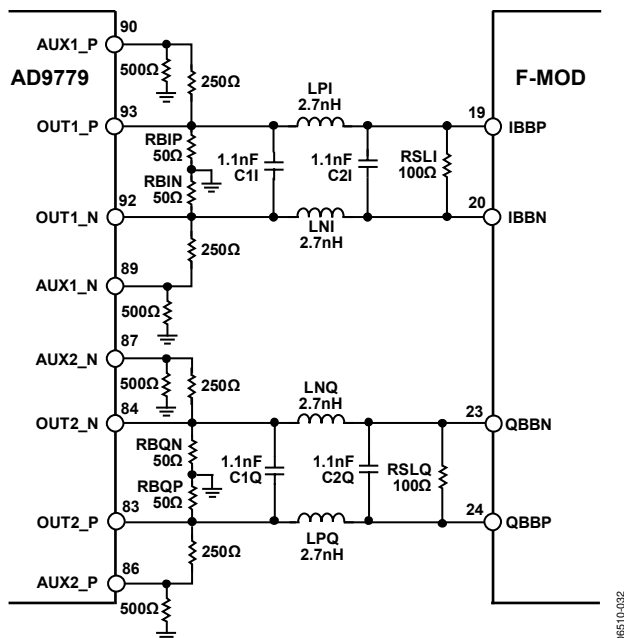 90
AUX1_P
500Ω
250Ω
AD9779
F-MOD
LPI
2.7nH
93
OUT1_P
19
IBBP
RBIP
50Ω
1.1nF
C1I
1.1nF
C2I
RSLI
100Ω
RBIN
50Ω
92
OUT1_N
20
IBBN
LNI
2.7nH
250Ω
89
AUX1_N
500Ω
87
AUX2_N
500Ω
250Ω
LNQ
2.7nH
84
OUT2_N
23
QBBN
RBQN
50Ω
1.1nF
C1Q
1.1nF
C2Q
RSLQ
100Ω
RBQP
50Ω
83
OUT2_P
24
QBBP
LPQ
2.7nH
250Ω
86
AUX2_P
500Ω
06510-032